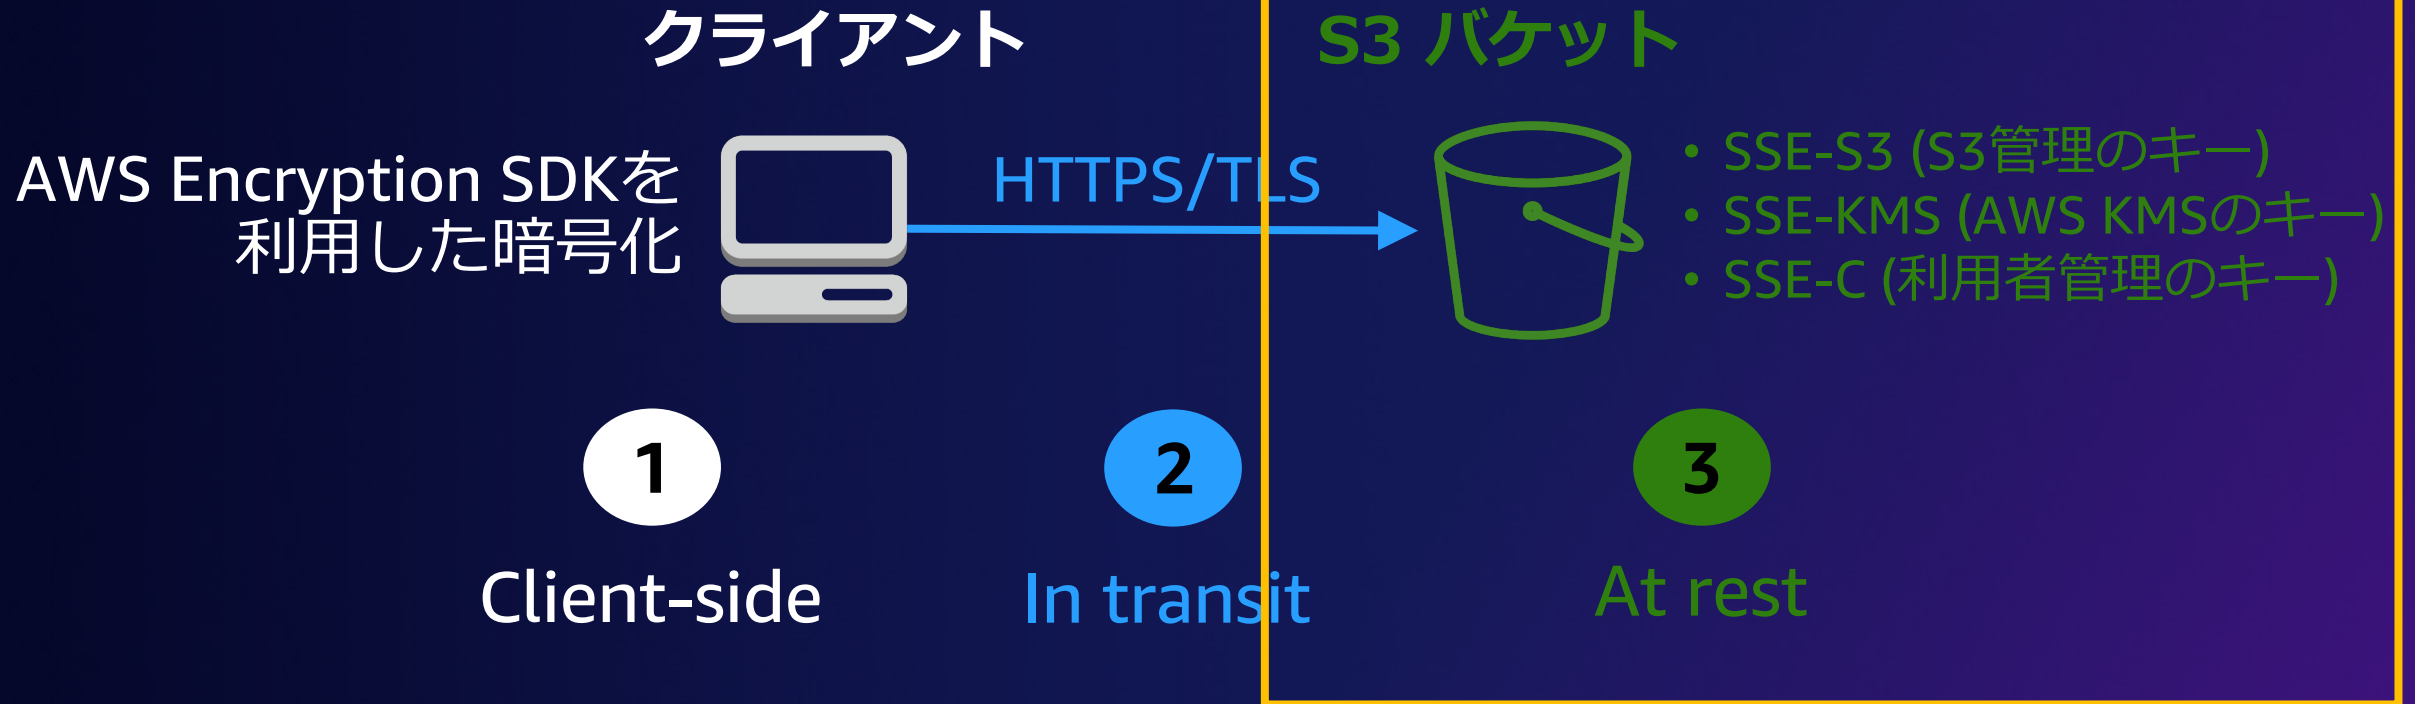 クライアント
S3 バケット
AWS Encryption SDKを
利用した暗号化
HTTPS/TLS
• SSE-S3 (S3管理のキー)
• SSE-KMS (AWS KMSのキー)
• SSE-C (利用者管理のキー)
1
2
3
Client-side
In transit
At rest